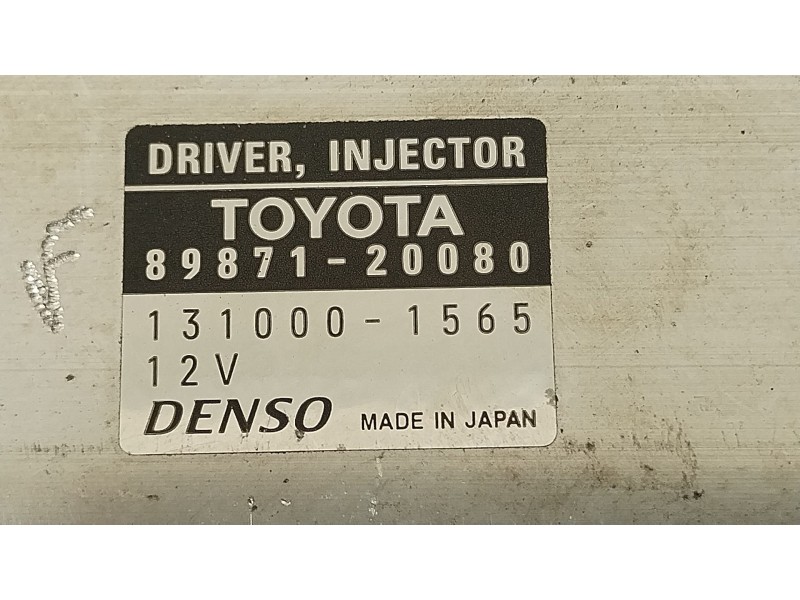 DRIVER, INJECTOR
TOYOTA
89871-20080
131000-1565
12V
DENSO MADE IN JAPAN